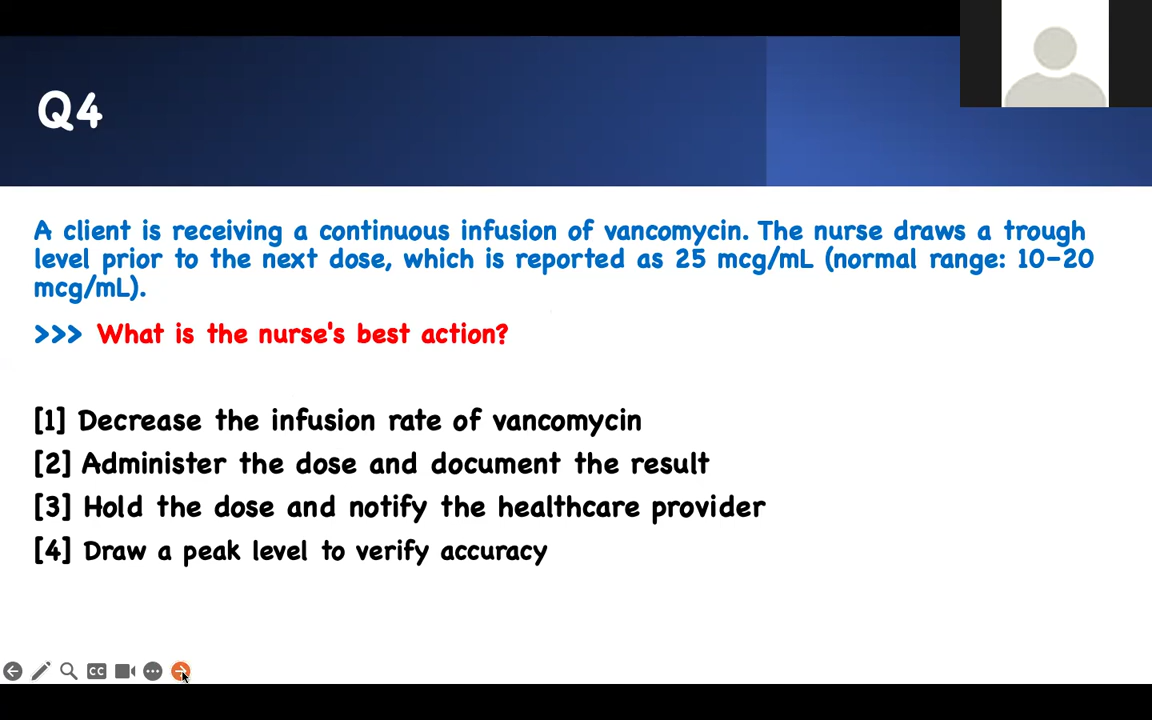 Q4
A client is receiving a continuous infusion of vancomycin. The nurse draws a trough
level prior to the next dose, which is reported as 25 mcg/mL (normal range: 10–20
mcg/mL).
>>> What is the nurse's best action?
[1] Decrease the infusion rate of vancomycin
[2] Administer the dose and document the result
[3] Hold the dose and notify the healthcare provider
[4] Draw a peak level to verify accuracy
CC